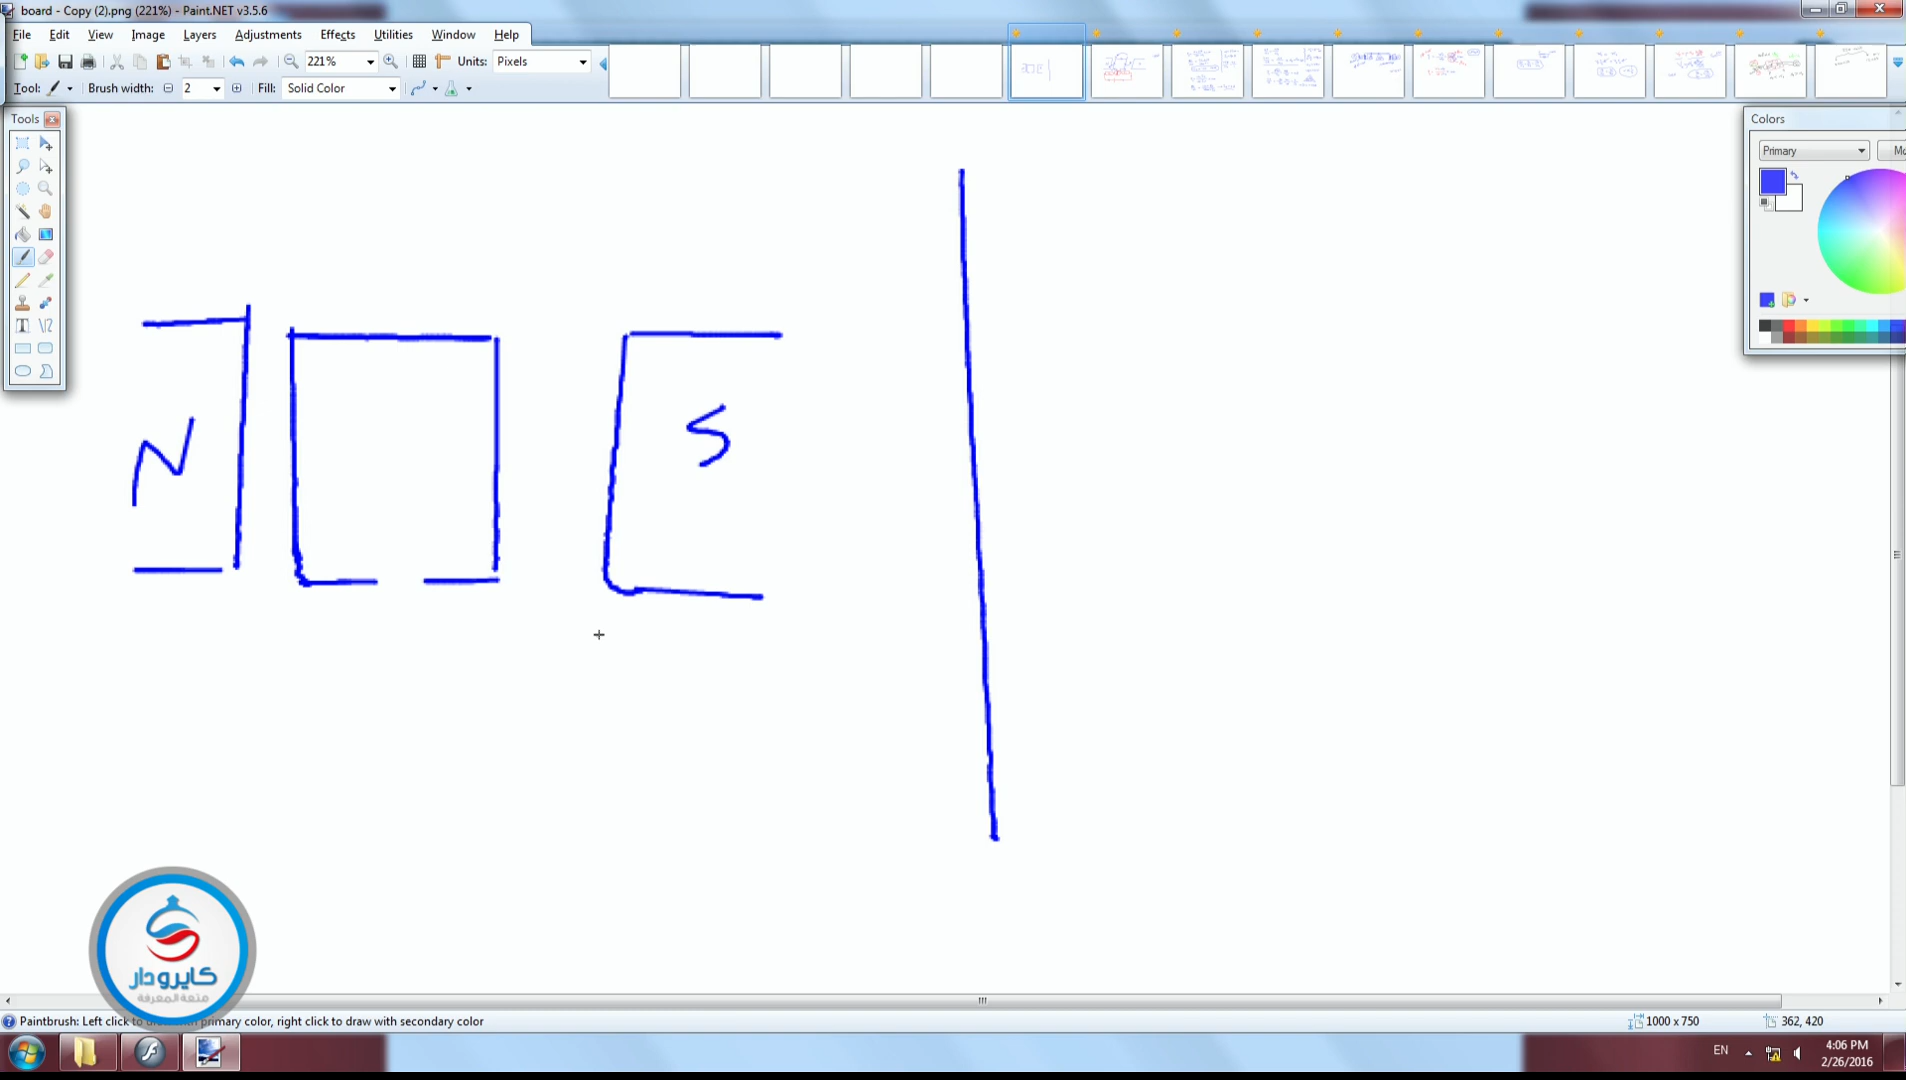 board - Copy (2).png (221%) - Paint.NET v3.5.6
File Edit View Image Layers Adjustments Effects Utilities Window Help
221% Units: Pixels
Tool: Brush width: 2 Fill: Solid Color
Tools
Colors
Primary
Mo
N
S
كايرودار
متعة المعرفة
Paintbrush: Left click to draw with primary color, right click to draw with secondary color
1000 x 750
362, 420
EN
4:06 PM
2/26/2016